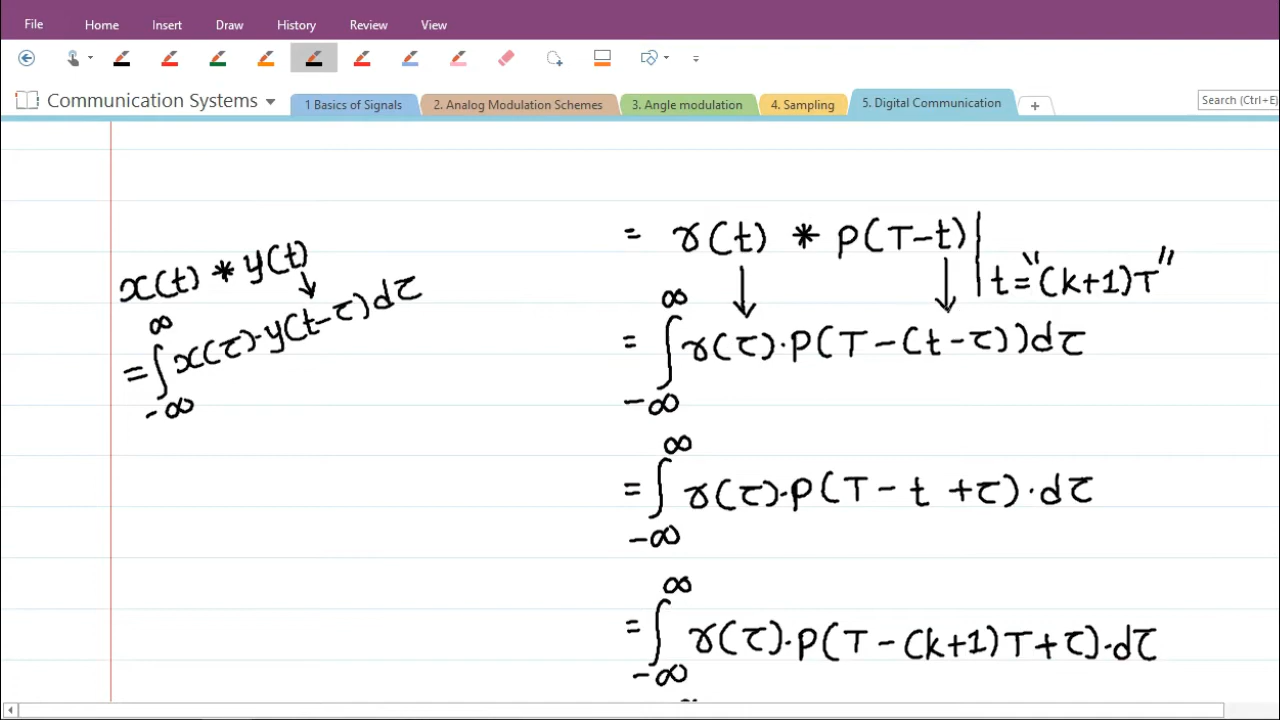 File Home Insert Draw History Review View
Communication Systems 1 Basics of Signals 2. Analog Modulation Schemes 3. Angle modulation 4. Sampling 5. Digital Communication + Search (Ctrl+E)
x(t) * y(t)
= ∫_{-∞}^{∞} x(τ)·y(t-τ)dτ
= r(t) * p(T-t)| t="(k+1)T"
= ∫_{-∞}^{∞} r(τ)·p(T-(t-τ))dτ
= ∫_{-∞}^{∞} r(τ)·p(T-t+τ)·dτ
= ∫_{-∞}^{∞} r(τ)·p(T-(k+1)T+τ)·dτ